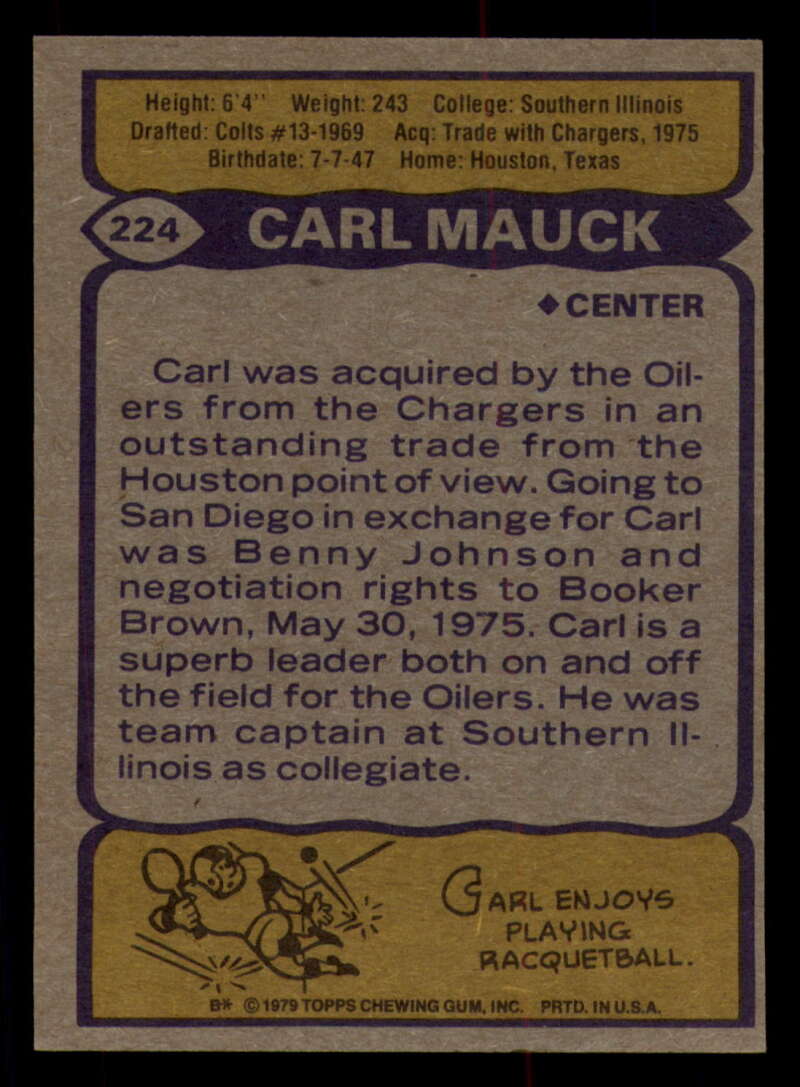 Height: 6'4" Weight: 243 College: Southern Illinois
Drafted: Colts #13-1969 Acq: Trade with Chargers, 1975
Birthdate: 7-7-47 Home: Houston, Texas
224 CARL MAUCK
◆CENTER
Carl was acquired by the Oil-
ers from the Chargers in an
outstanding trade from the
Houston point of view. Going to
San Diego in exchange for Carl
was Benny Johnson and
negotiation rights to Booker
Brown, May 30, 1975. Carl is a
superb leader both on and off
the field for the Oilers. He was
team captain at Southern Il-
linois as collegiate.
CARL ENJOYS
PLAYING
RACQUETBALL.
B* © 1979 TOPPS CHEWING GUM, INC. PRTD. IN U.S.A.